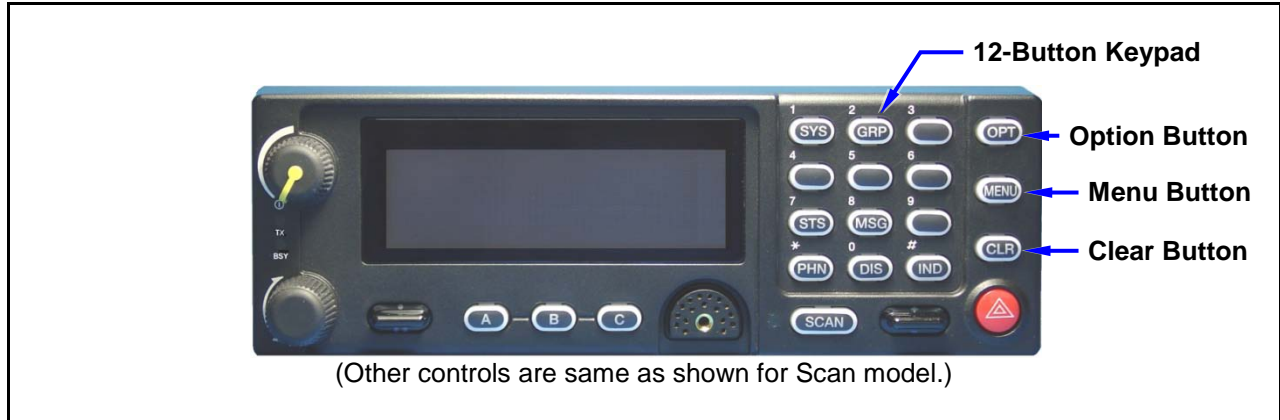 12-Button Keypad
1 2 3
SYS GRP
OPT
Option Button
4 5 6
MENU
Menu Button
7 8 9
STS MSG
CLR
Clear Button
* 0 #
PHN DIS IND
TX
BSY
A B C
SCAN
(Other controls are same as shown for Scan model.)